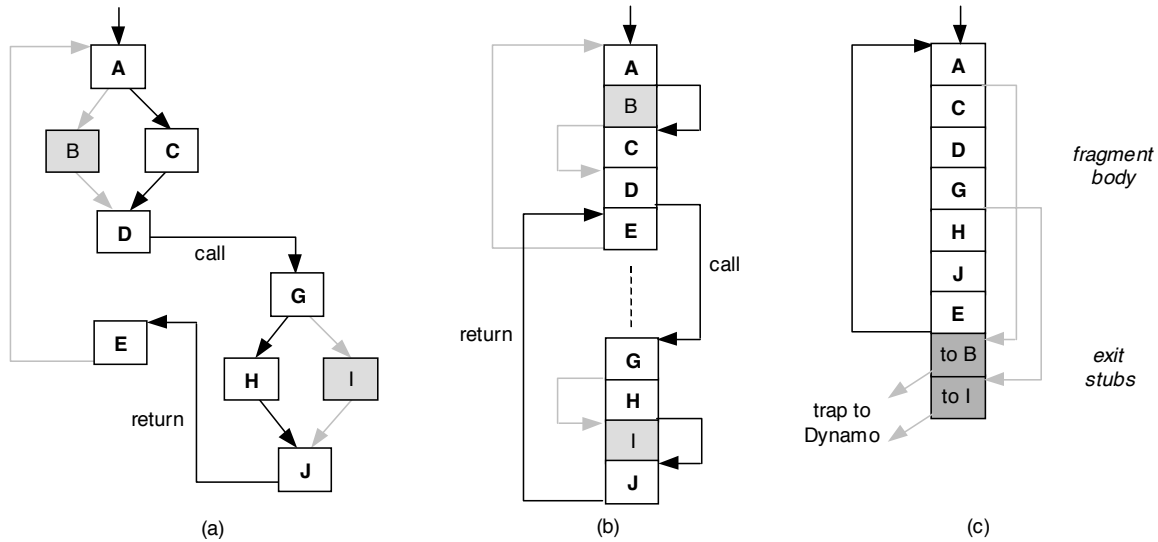 A
B
C
D
call
G
E
H
I
return
J
(a)
A
B
C
D
E
call
return
G
H
I
J
(b)
A
C
D
G
H
J
E
to B
to I
fragment
body
exit
stubs
trap to
Dynamo
(c)